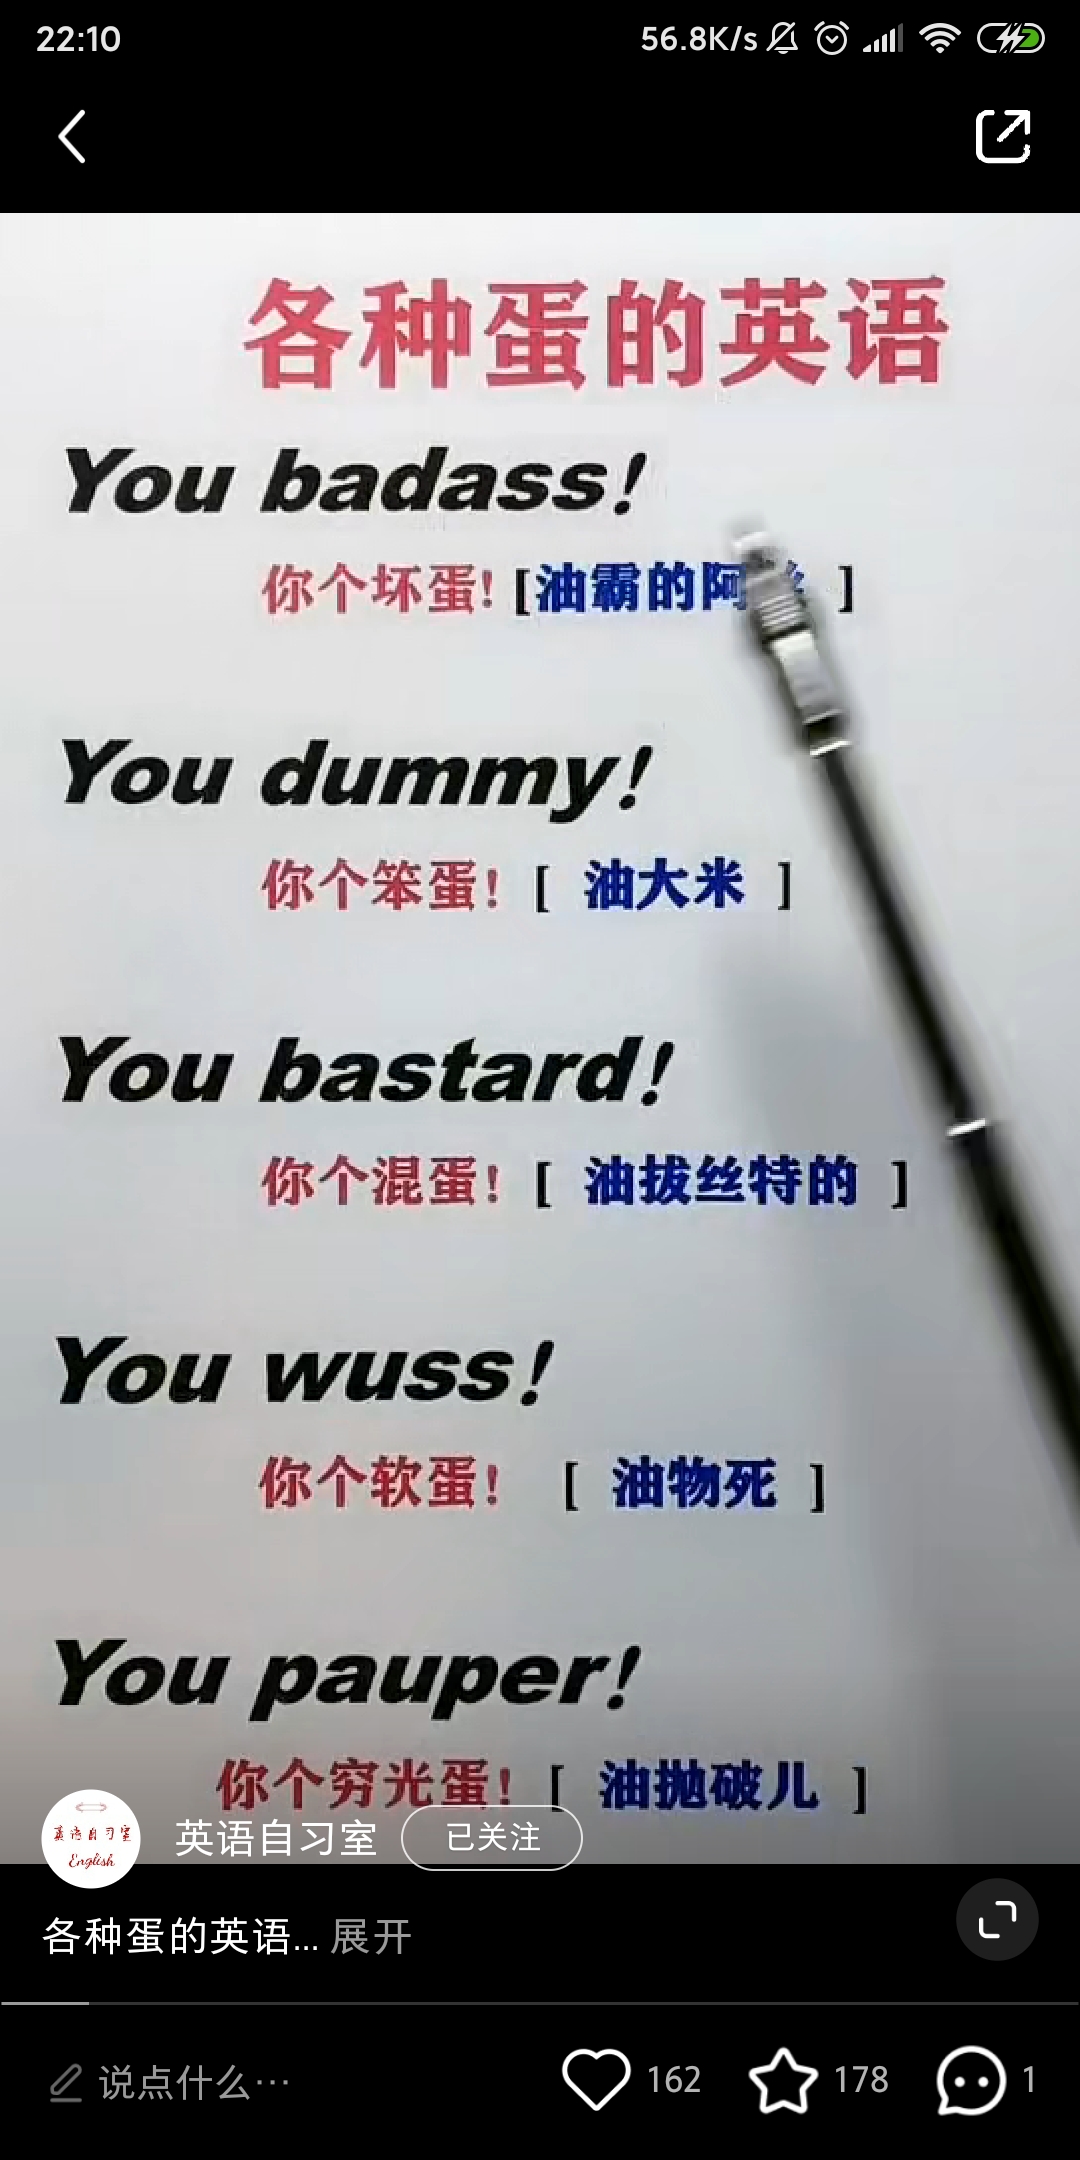 22:10 56.8K/s
各种蛋的英语
You badass!
你个坏蛋! [油霸的阿 ]
You dummy!
你个笨蛋! [ 油大米 ]
You bastard!
你个混蛋! [ 油拔丝特的 ]
You wuss!
你个软蛋! [ 油物死 ]
You pauper!
你个穷光蛋! [ 油抛破儿 ]
英语自习室
English
英语自习室 已关注
各种蛋的英语... 展开
说点什么... 162 178 1